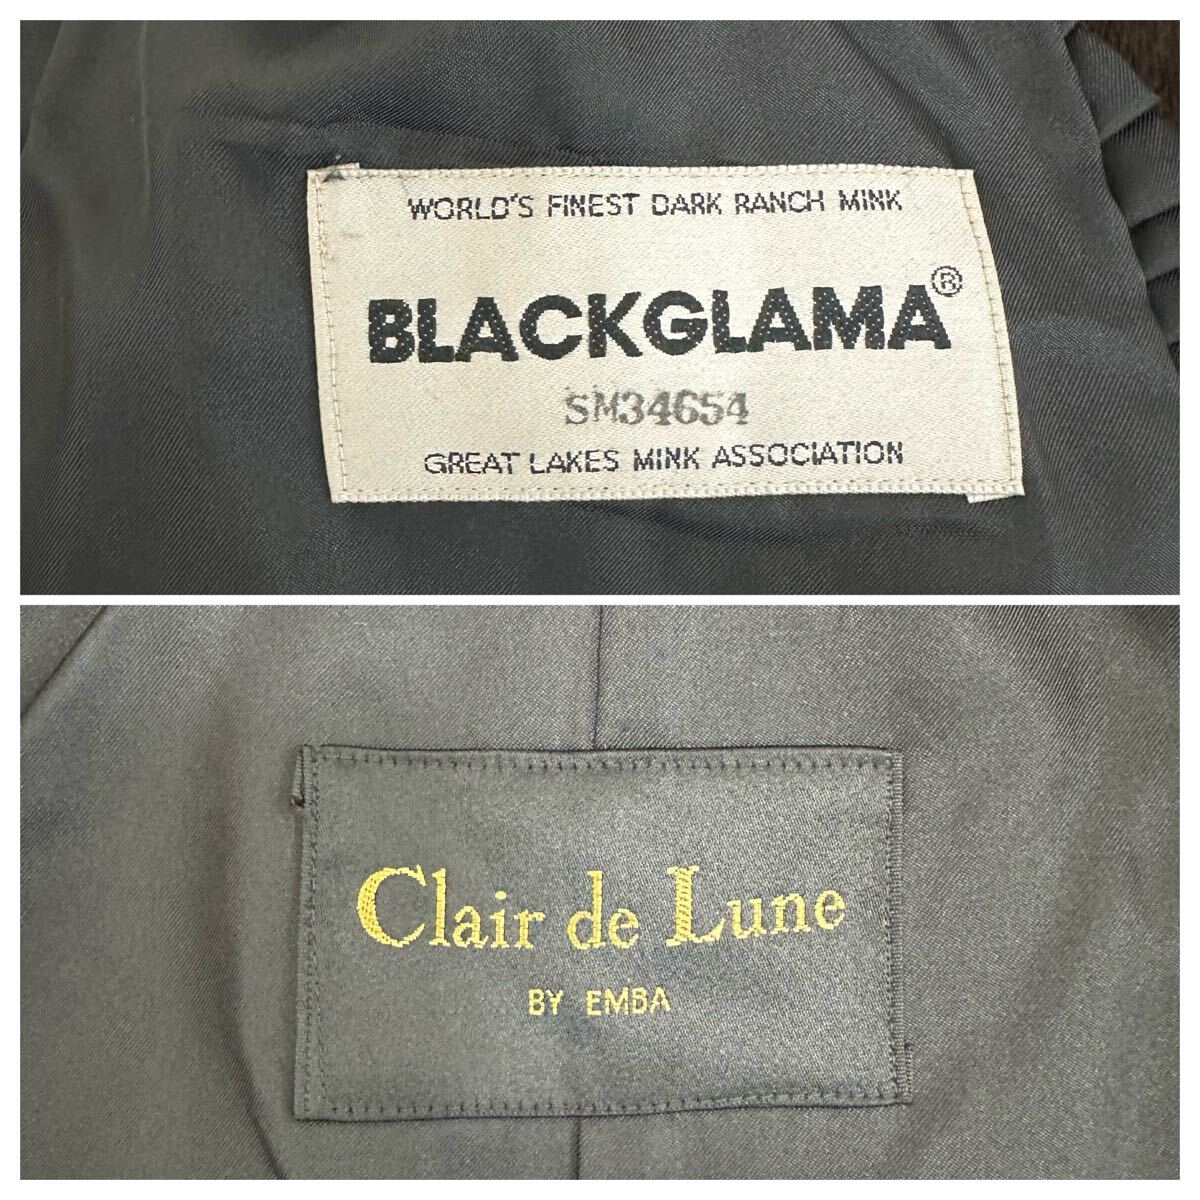 WORLD'S FINEST DARK RANCH MINK
BLACKGLAMA®
SM34654
GREAT LAKES MINK ASSOCIATION
Clair de Lune
BY EMBA